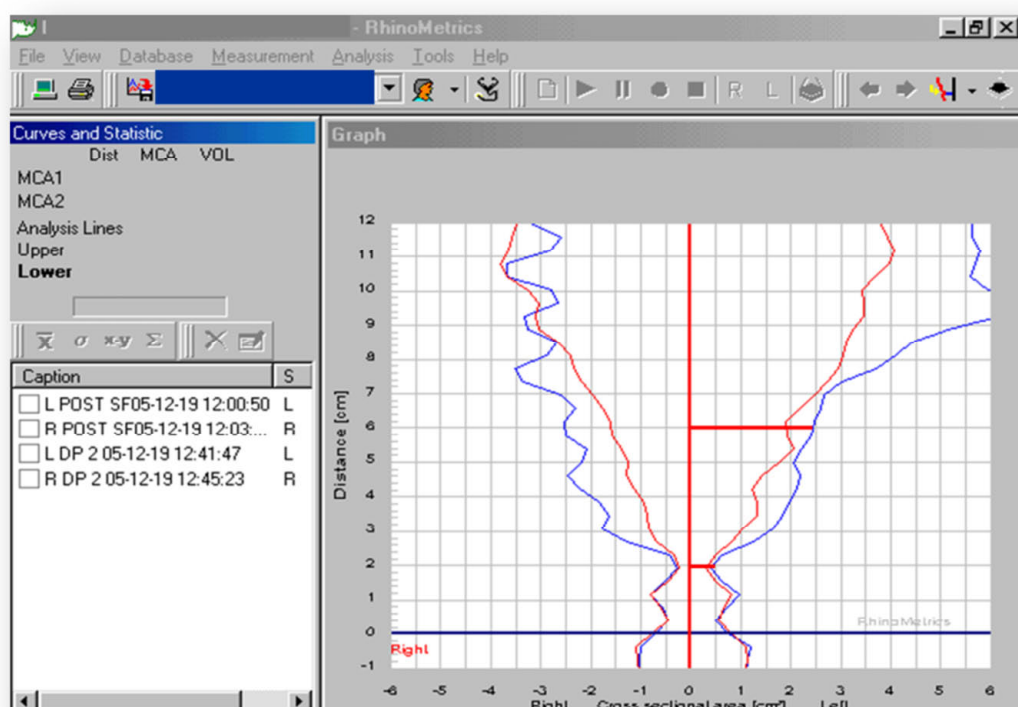 I - RhinoMetrics
File View Database Measurement Analysis Tools Help
R L
Curves and Statistic
Dist MCA VOL
MCA1
MCA2
Analysis Lines
Upper
Lower
x̅ σ x-y Σ
Caption S
L POST SF05-12-19 12:00:50 L
R POST SF05-12-19 12:03:... R
L DP 2 05-12-19 12:41:47 L
R DP 2 05-12-19 12:45:23 R
Graph
12
11
10
9
8
7
6
5
4
3
2
1
0
-1
Distance [cm]
RhinoMetrics
Right
-6 -5 -4 -3 -2 -1 0 1 2 3 4 5 6
Right Cross sectional area [cm²] Left